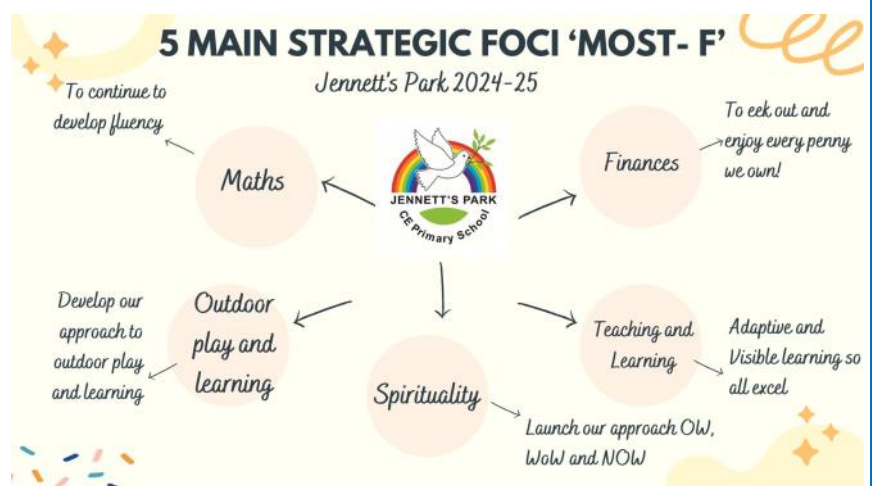 5 MAIN STRATEGIC FOCI ‘MOST- F’
Jennett's Park 2024-25
To continue to
develop fluency
Maths
JENNETT'S PARK
CE Primary School
Finances
To eek out and
enjoy every penny
we own!
Develop our
approach to
outdoor play
and learning
Outdoor
play and
learning
Spirituality
Launch our approach OW,
WoW and NOW
Teaching and
Learning
Adaptive and
Visible learning so
all excel